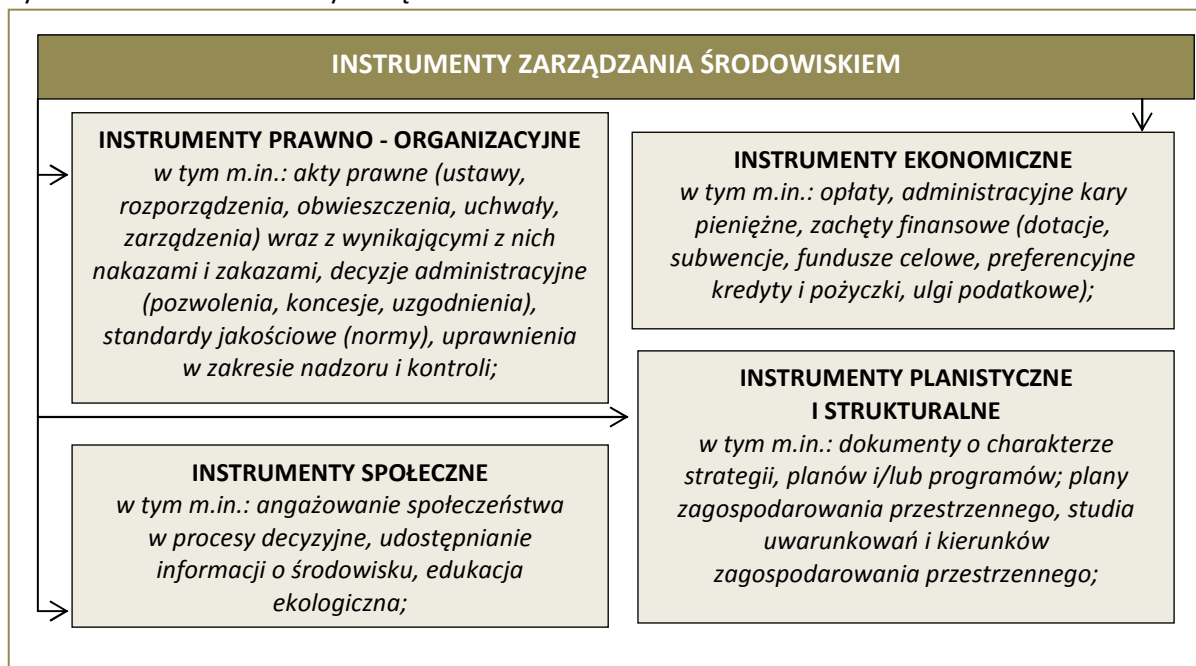 INSTRUMENTY ZARZĄDZANIA ŚRODOWISKIEM
INSTRUMENTY PRAWNO - ORGANIZACYJNE
w tym m.in.: akty prawne (ustawy,
rozporządzenia, obwieszczenia, uchwały,
zarządzenia) wraz z wynikającymi z nich
nakazami i zakazami, decyzje administracyjne
(pozwolenia, koncesje, uzgodnienia),
standardy jakościowe (normy), uprawnienia
w zakresie nadzoru i kontroli;
INSTRUMENTY EKONOMICZNE
w tym m.in.: opłaty, administracyjne kary
pieniężne, zachęty finansowe (dotacje,
subwencje, fundusze celowe, preferencyjne
kredyty i pożyczki, ulgi podatkowe);
INSTRUMENTY SPOŁECZNE
w tym m.in.: angażowanie społeczeństwa
w procesy decyzyjne, udostępnianie
informacji o środowisku, edukacja
ekologiczna;
INSTRUMENTY PLANISTYCZNE
I STRUKTURALNE
w tym m.in.: dokumenty o charakterze
strategii, planów i/lub programów; plany
zagospodarowania przestrzennego, studia
uwarunkowań i kierunków
zagospodarowania przestrzennego;